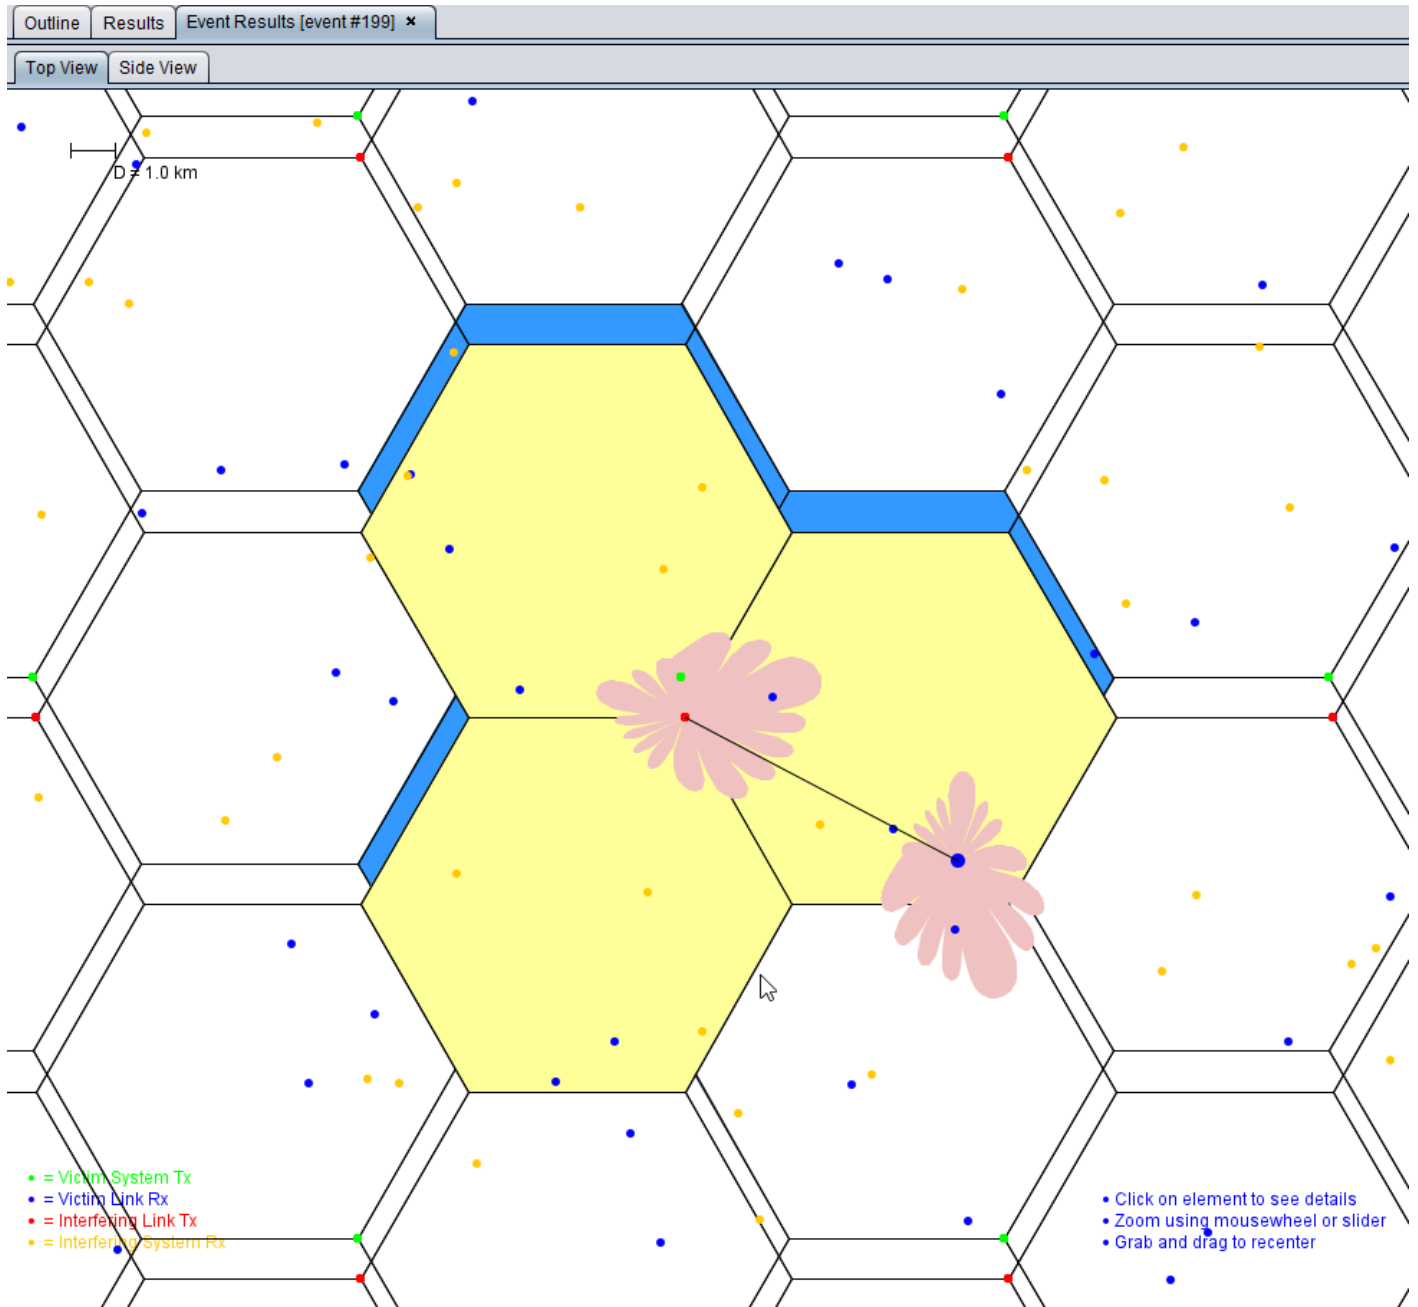 Outline Results Event Results [event #199] ×
Top View Side View
D = 1.0 km
• = Victim System Tx
• = Victim Link Rx
• = Interfering Link Tx
• = Interfering System Rx
• Click on element to see details
• Zoom using mousewheel or slider
• Grab and drag to recenter